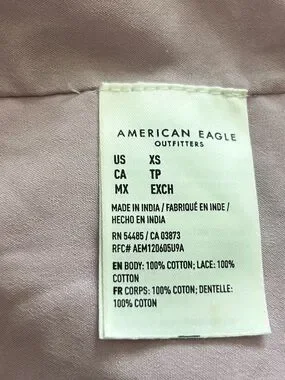 AMERICAN EAGLE
OUTFITTERS
US XS
CA TP
MX EXCH
MADE IN INDIA / FABRIQUÉ EN INDE /
HECHO EN INDIA
RN 54485 / CA 03873
RFC# AEM120605U9A
EN BODY: 100% COTTON; LACE: 100%
COTTON
FR CORPS: 100% COTON; DENTELLE:
100% COTON